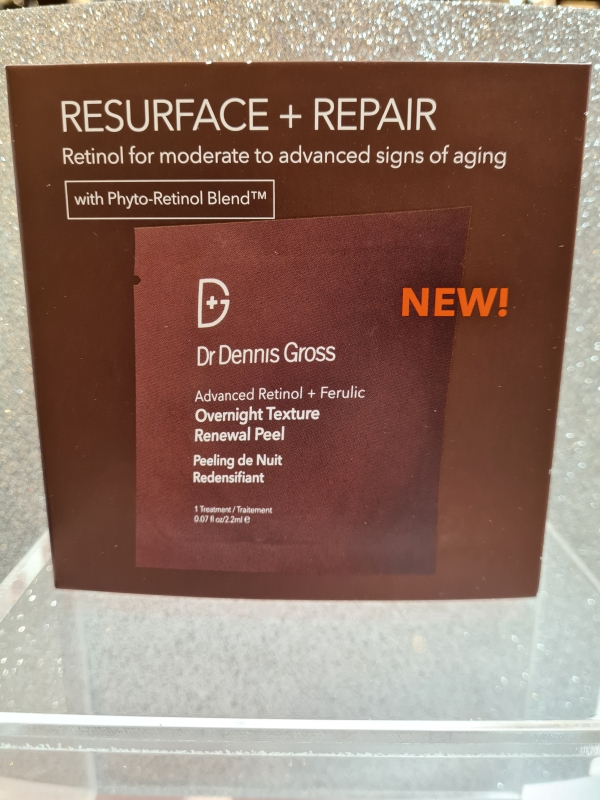 RESURFACE + REPAIR
Retinol for moderate to advanced signs of aging
with Phyto-Retinol Blend™
NEW!
Dr Dennis Gross
Advanced Retinol + Ferulic
Overnight Texture
Renewal Peel
Peeling de Nuit
Redensifiant
1 Treatment / Traitement
0.07 fl oz/2.2ml ℮